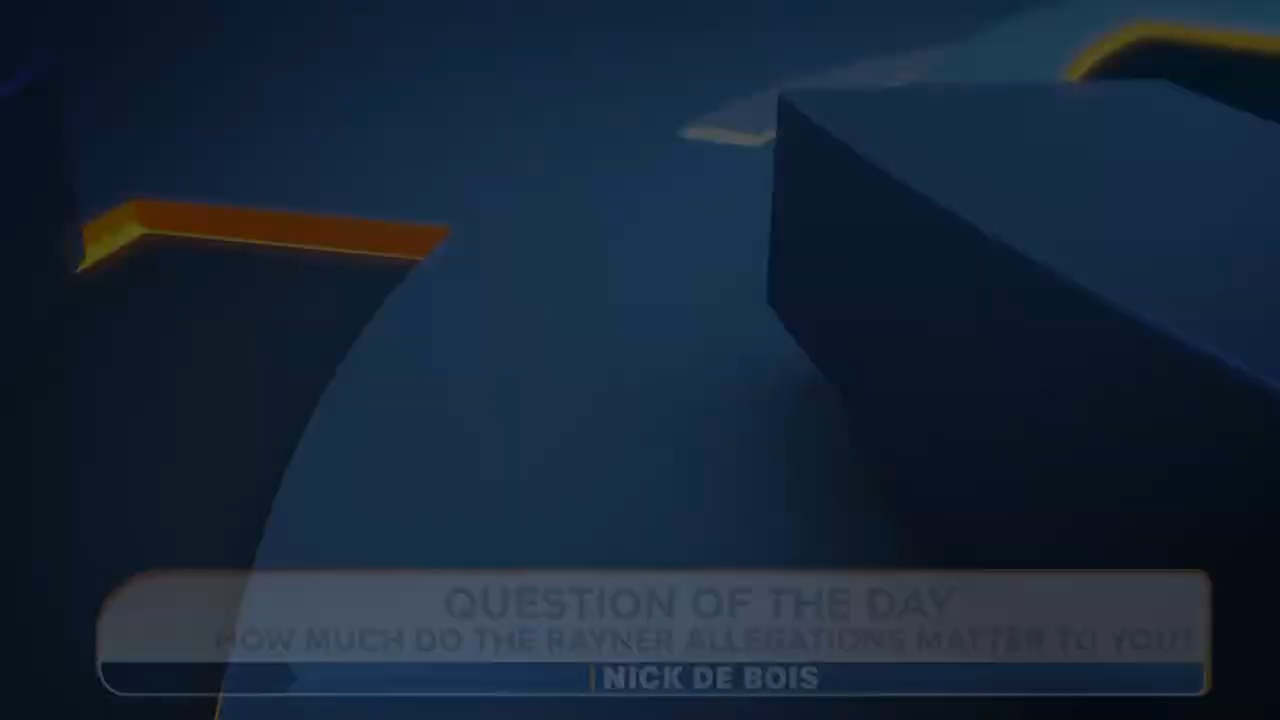 QUESTION OF THE DAY
HOW MUCH DO THE RAYNER ALLEGATIONS MATTER TO YOU?
NICK DE BOIS